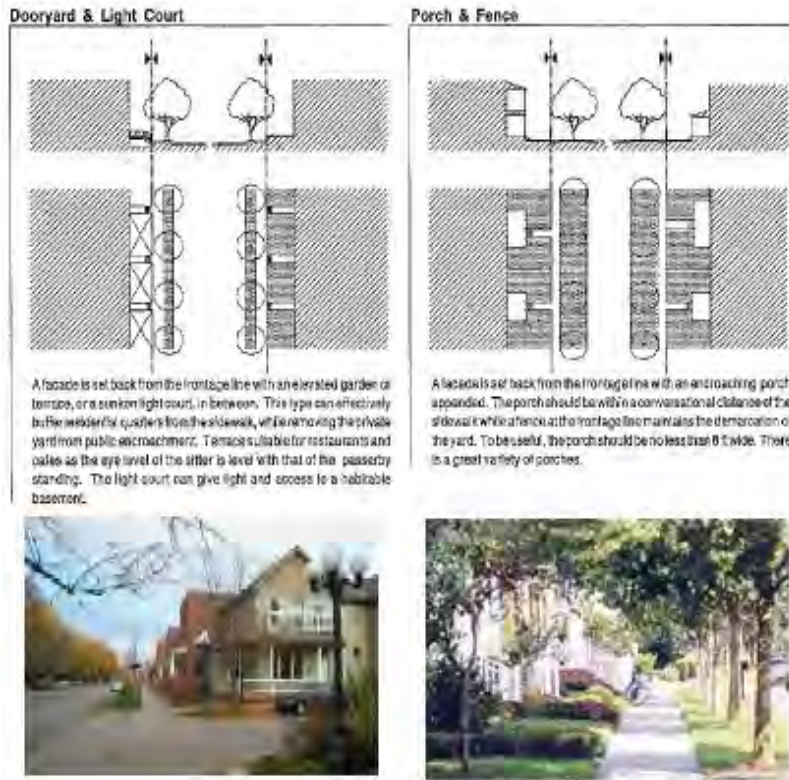 Dooryard & Light Court
A facade is set back from the frontage line with an elevated garden or
terrace, or a sunken light court, in between. This type can effectively
buffer residential quarters from the sidewalk, while removing the private
yard from public encroachment. Terrace suitable for restaurants and
as the eye level of the sitter is level with that of the passerby
standing. The light court can give light and access to a habitable
basement.
Porch & Fence
A facade is set back from the frontage line with an encroaching porch
appended. The porch should be within a conversational distance of the
sidewalk while a fence at the frontage line maintains the demarcation o
the yard. To be useful, the porch should be no less than 8 ft wide. There
is a great variety of porches.